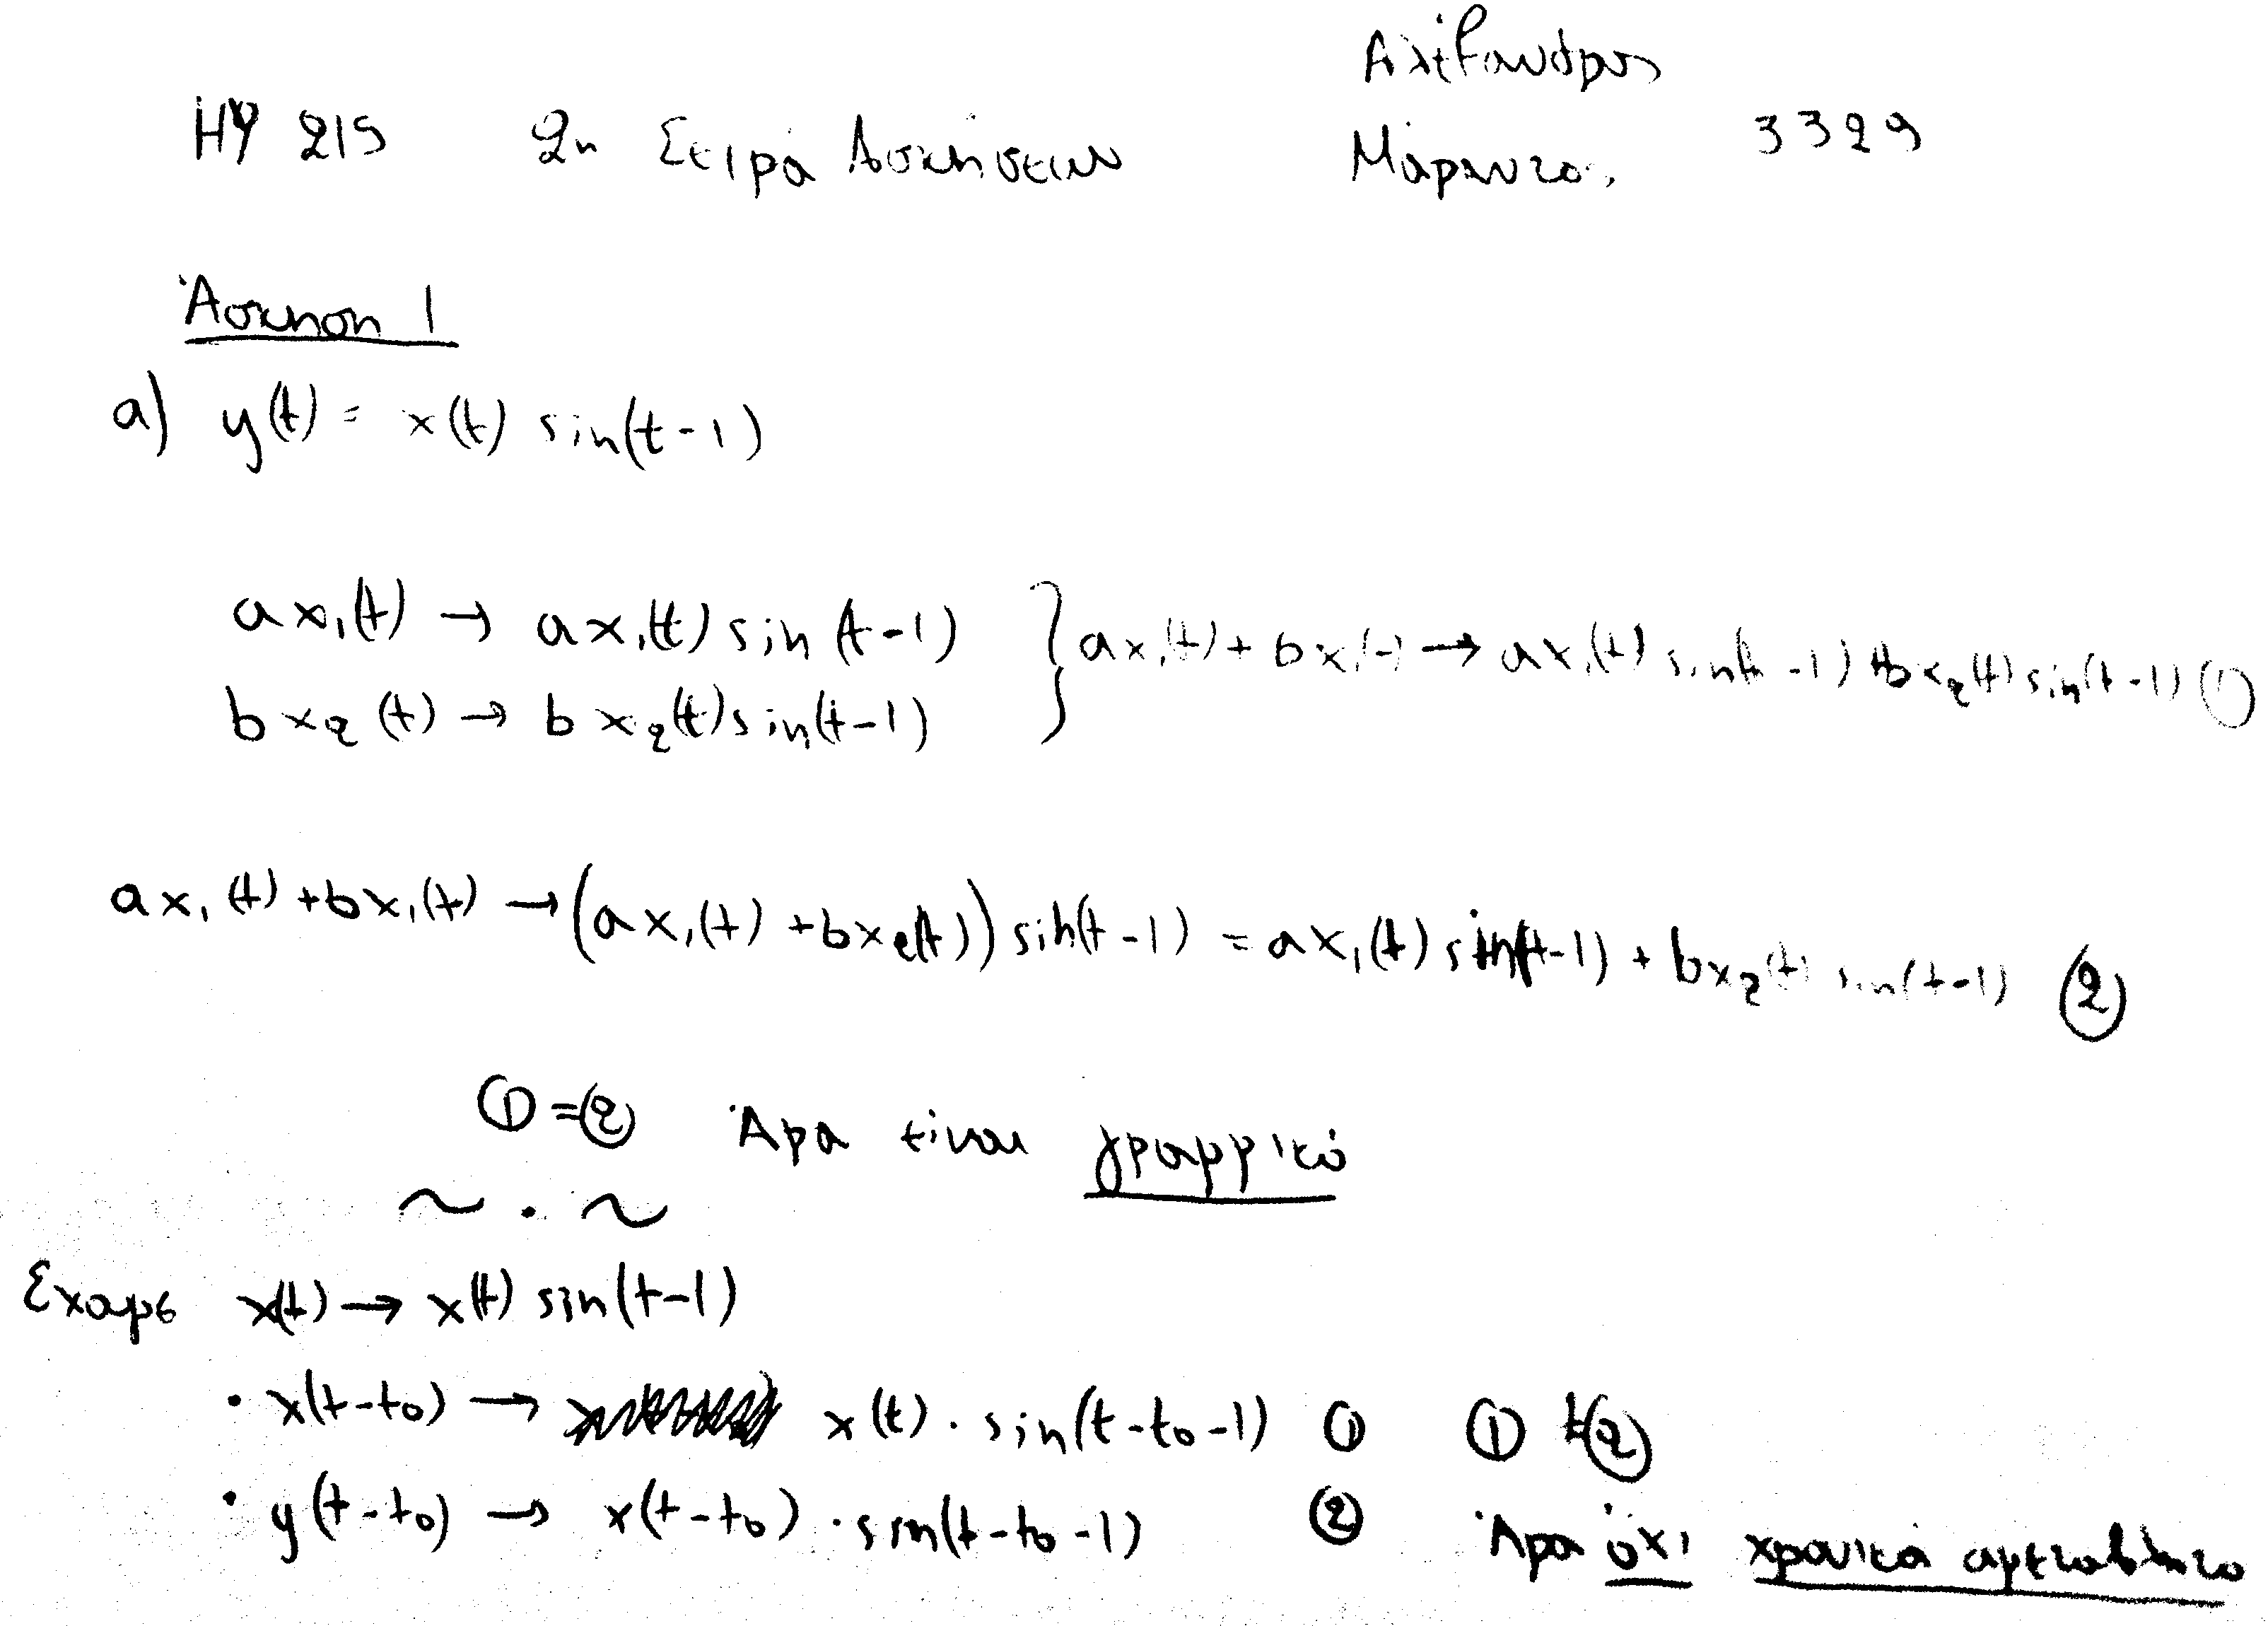 Αλέξανδρος
ΗΥ 215 2η Σειρά Ασκήσεων Μάραντος 3329
Άσκηση 1
a) y(t) = x(t) sin(t-1)
ax₁(t) → ax₁(t) sin(t-1) } ax₁(t) + bx₁(t) → ax₁(t) sin(t-1) + bx₂(t) sin(t-1) ①
bx₂(t) → bx₂(t) sin(t-1)
ax₁(t) + bx₁(t) → (ax₁(t) + bx₂(t)) sin(t-1) = ax₁(t) sin(t-1) + bx₂(t) sin(t-1) ②
① = ② Άρα είναι γραμμικό
~ . ~
Έχουμε x(t) → x(t) sin(t-1)
· x(t-t₀) → x(t) · sin(t-t₀-1) ① ① ≠ ②
· y(t-t₀) → x(t-t₀) · sin(t-t₀-1) ② Άρα όχι χρονικά αμετάβλητο